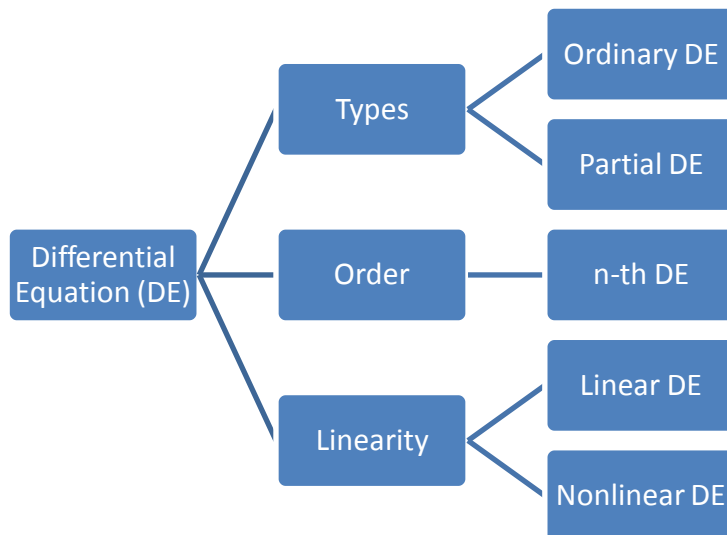 Differential
Equation (DE)
Types
Ordinary DE
Partial DE
Order
n-th DE
Linearity
Linear DE
Nonlinear DE